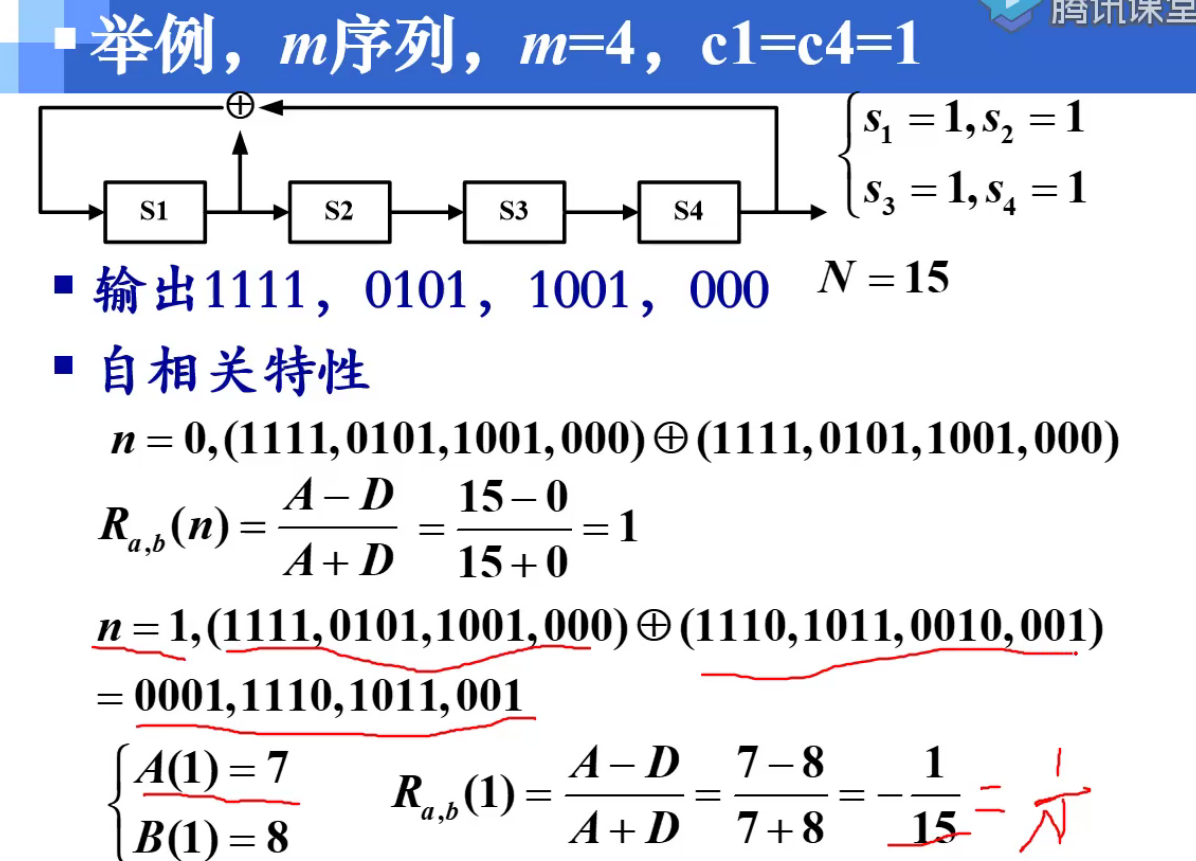 腾讯课堂
举例，m序列，m=4，c1=c4=1
⊕
S1 S2 S3 S4
{s₁ = 1, s₂ = 1
s₃ = 1, s₄ = 1
输出1111，0101，1001，000 N = 15
自相关特性
n = 0,(1111,0101,1001,000)⊕(1111,0101,1001,000)
R_{a,b}(n) = (A − D)/(A + D) = (15 − 0)/(15 + 0) = 1
n = 1,(1111,0101,1001,000)⊕(1110,1011,0010,001)
= 0001,1110,1011,001
{A(1) = 7
B(1) = 8
R_{a,b}(1) = (A − D)/(A + D) = (7 − 8)/(7 + 8) = −1/15 = 1/N